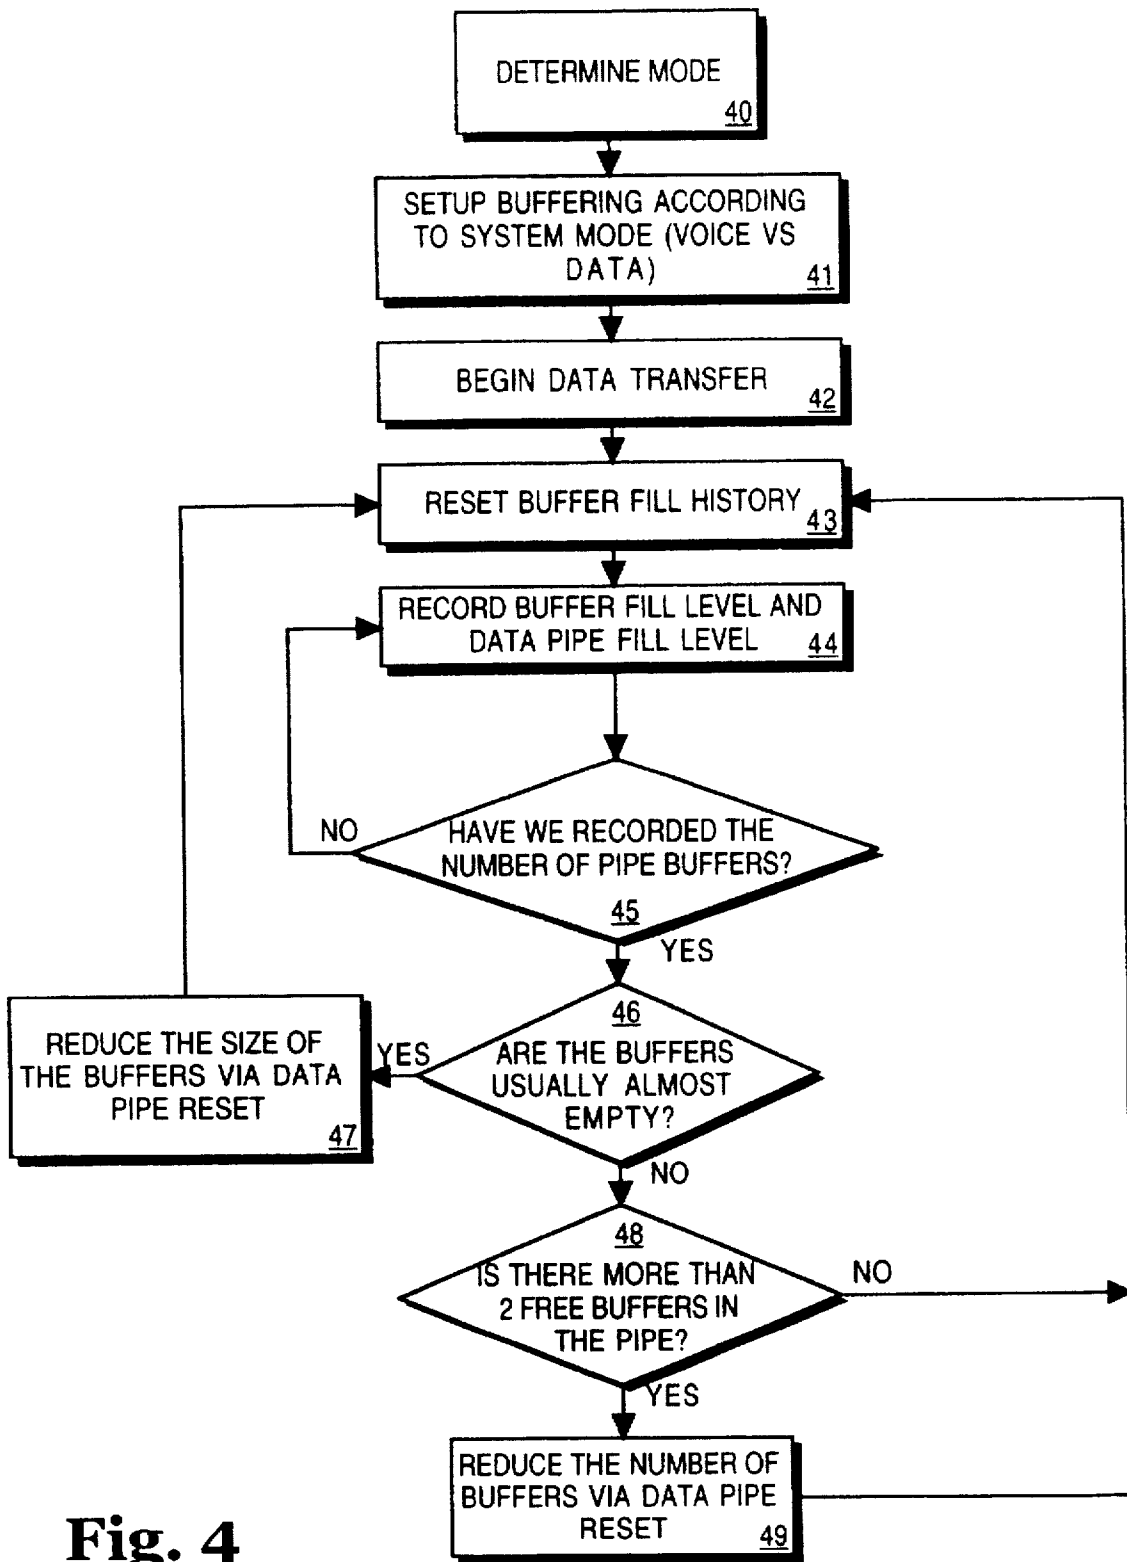 DETERMINE MODE
40
SETUP BUFFERING ACCORDING
TO SYSTEM MODE (VOICE VS
DATA)
41
BEGIN DATA TRANSFER
42
RESET BUFFER FILL HISTORY
43
RECORD BUFFER FILL LEVEL AND
DATA PIPE FILL LEVEL
44
NO
HAVE WE RECORDED THE
NUMBER OF PIPE BUFFERS?
45
YES
46
ARE THE BUFFERS
USUALLY ALMOST
EMPTY?
YES
REDUCE THE SIZE OF
THE BUFFERS VIA DATA
PIPE RESET
47
NO
48
IS THERE MORE THAN
2 FREE BUFFERS IN
THE PIPE?
NO
YES
REDUCE THE NUMBER OF
BUFFERS VIA DATA PIPE
RESET
49
Fig. 4